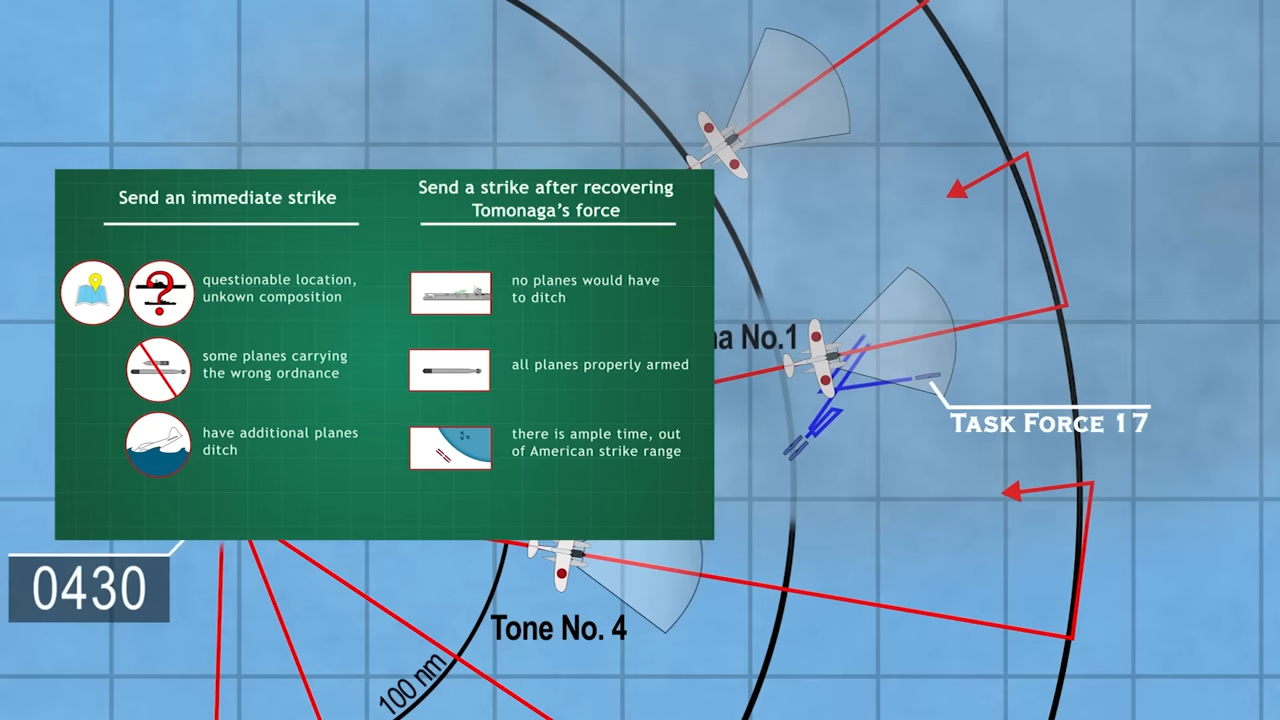 Send an immediate strike
questionable location,
unkown composition
some planes carrying
the wrong ordnance
have additional planes
ditch
Send a strike after recovering
Tomonaga’s force
no planes would have
to ditch
all planes properly armed
there is ample time, out
of American strike range
No.1
Task Force 17
0430
Tone No. 4
100 nm